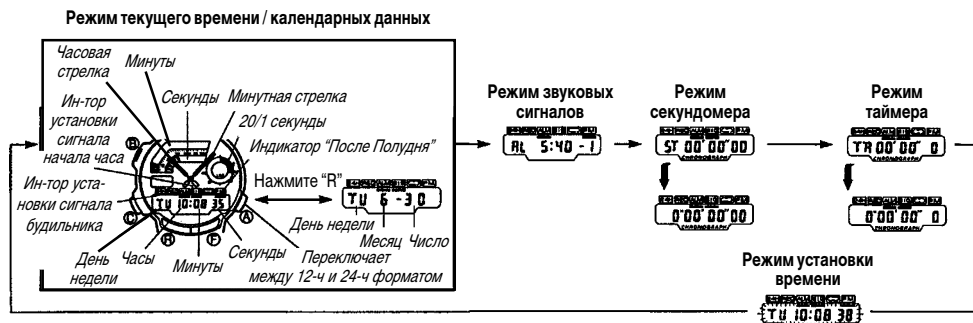 Режим текущего времени / календарных данных
Часовая
стрелка
Минуты
Ин-тор
установки
сигнала
начала часа
Секунды
Минутная стрелка
20/1 секунды
Индикатор “После Полудня”
Ин-тор уста-
новки сигнала
будильника
B
C
R
F
A
TU 10:08 35
Нажмите “R”
TU 6 -30
День недели
Месяц Число
День
недели
Часы
Минуты
Секунды
Переключает
между 12-ч и 24-ч форматом
Режим звуковых
сигналов
AL 5:40 -1
Режим
секундомера
ST 00'00"00
CHRONOGRAPH
0'00'00"00
CHRONOGRAPH
Режим
таймера
TR 00'00" 0
CHRONOGRAPH
0'00'00" 0
CHRONOGRAPH
Режим установки
времени
TU 10:08 38